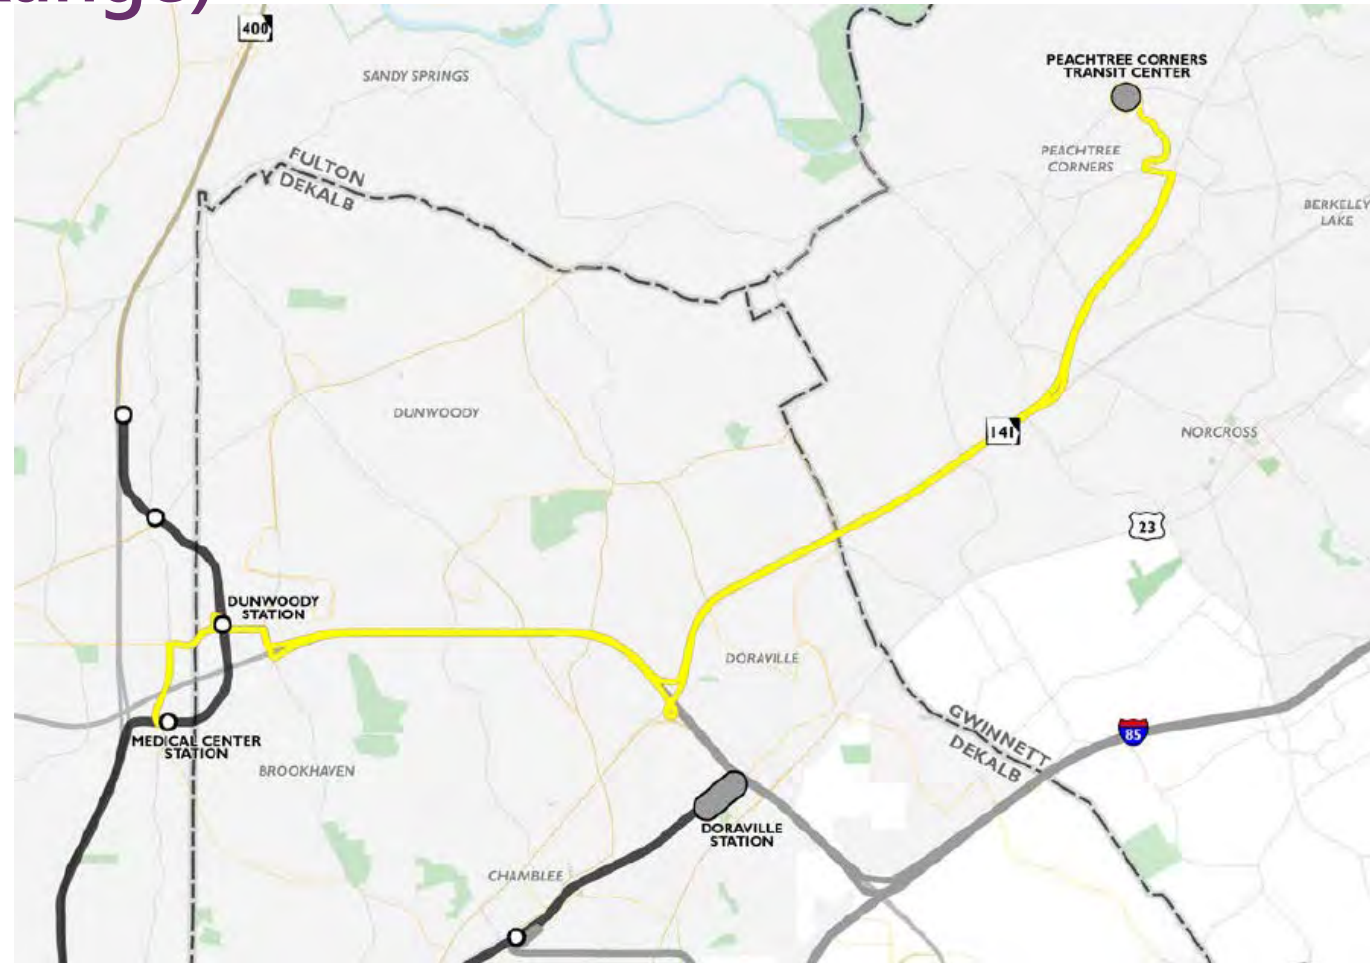 400
SANDY SPRINGS
PEACHTREE CORNERS
TRANSIT CENTER
FULTON
DEKALB
PEACHTREE
CORNERS
BERKELEY
LAKE
DUNWOODY
141
NORCROSS
23
DUNWOODY
STATION
DORAVILLE
GWINNETT
DEKALB
85
MEDICAL CENTER
STATION
BROOKHAVEN
DORAVILLE
STATION
CHAMBLEE